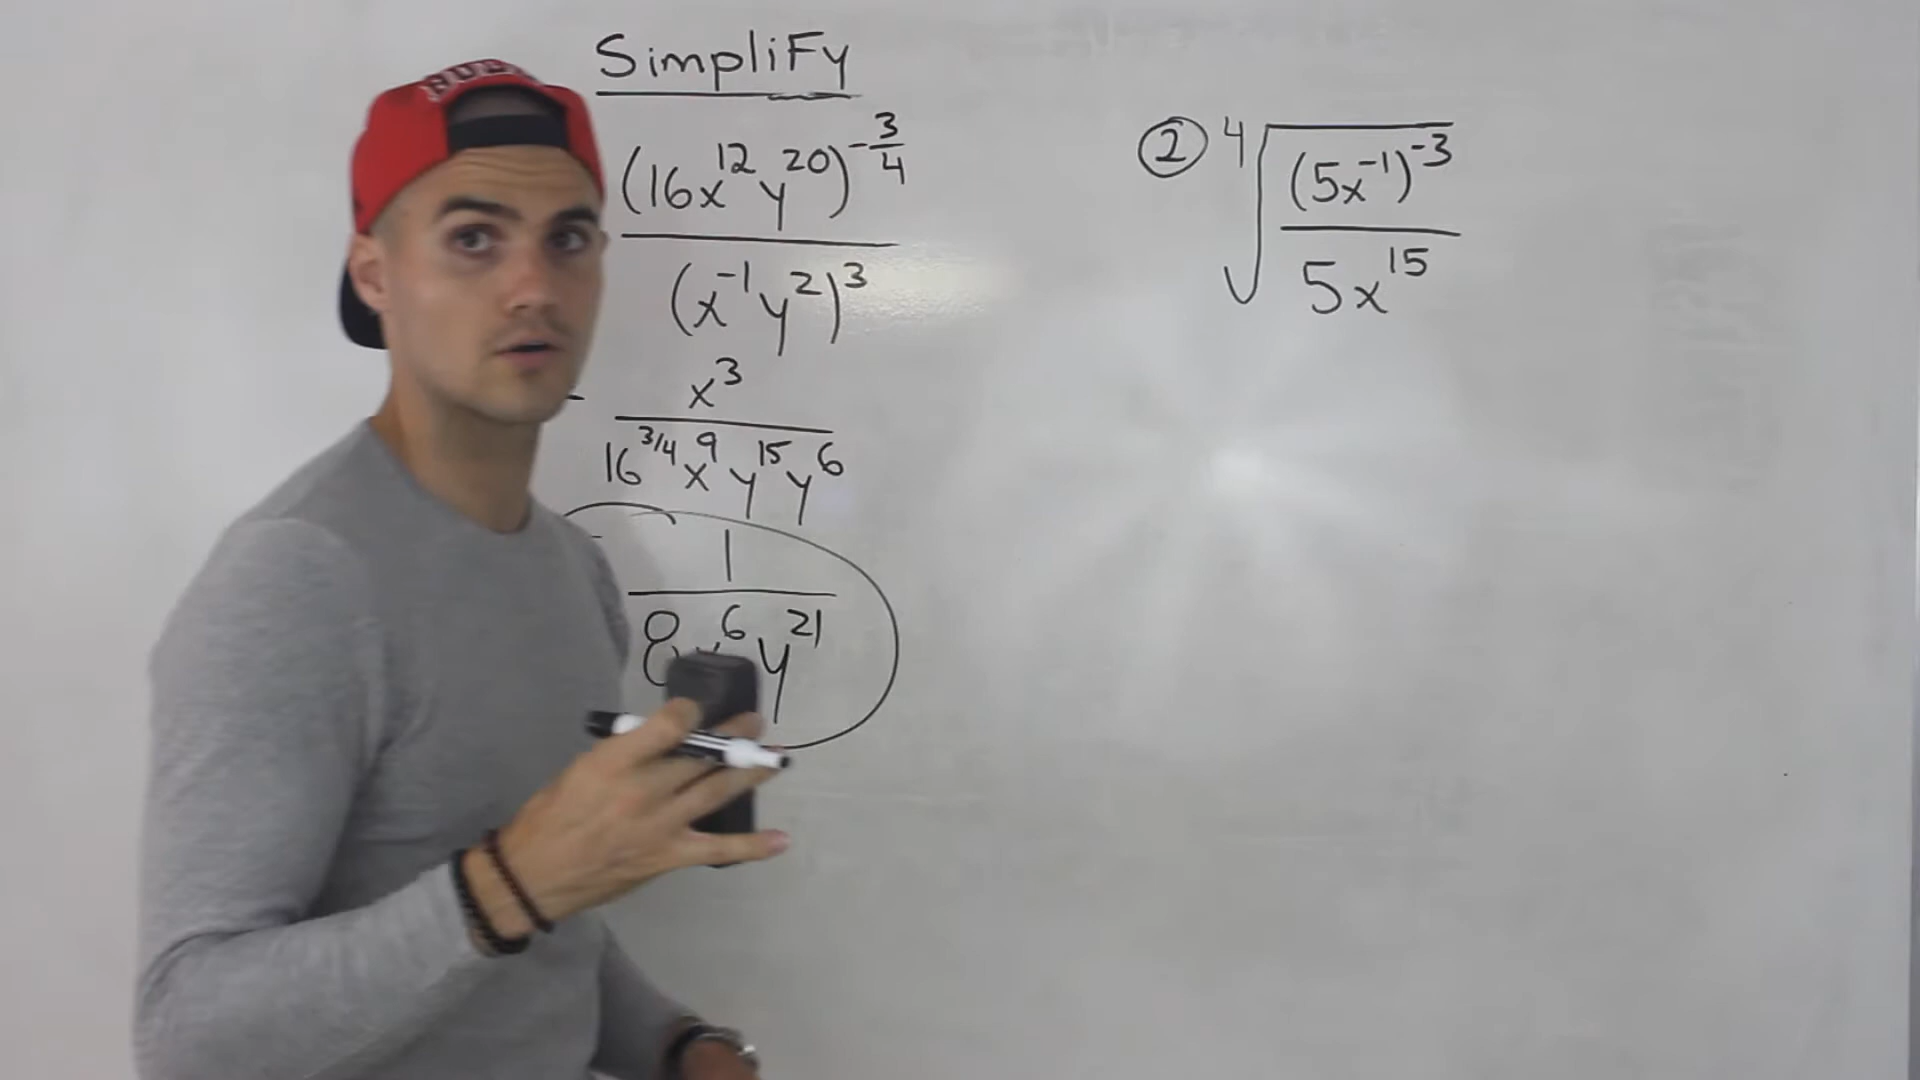 Simplify
(16x^12 y^20)^-3/4
(x^-1 y^2)^3
x^3
16^3/4 x^9 y^15 y^6
1
8x^6 y^21
② ⁴√
(5x^-1)^-3
5x^15